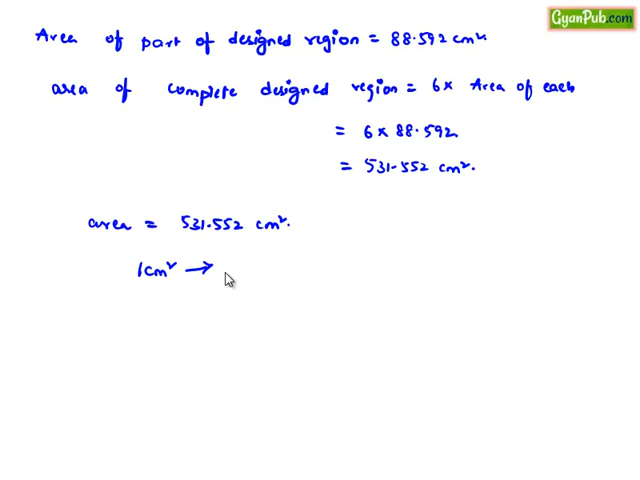 GyanPub.com
Area of part of designed region = 88.592 cm².
area of complete designed region = 6× Area of each
= 6 × 88.592
= 531.552 cm².
area = 531.552 cm².
1cm² →